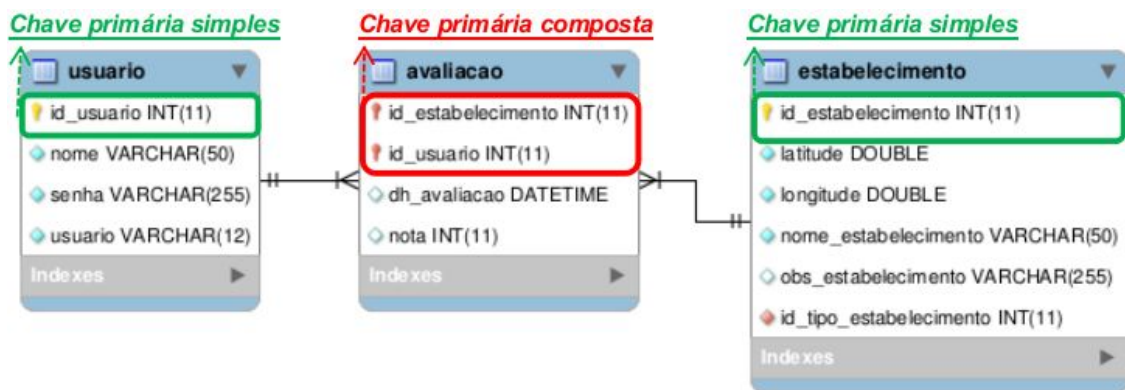 Chave primária simples
usuario
id_usuario INT(11)
nome VARCHAR(50)
senha VARCHAR(255)
usuario VARCHAR(12)
Indexes
Chave primária composta
avaliacao
id_estabelecimento INT(11)
id_usuario INT(11)
dh_avaliacao DATETIME
nota INT(11)
Indexes
Chave primária simples
estabelecimento
id_estabelecimento INT(11)
latitude DOUBLE
longitude DOUBLE
nome_estabelecimento VARCHAR(50)
obs_estabelecimento VARCHAR(255)
id_tipo_estabelecimento INT(11)
Indexes